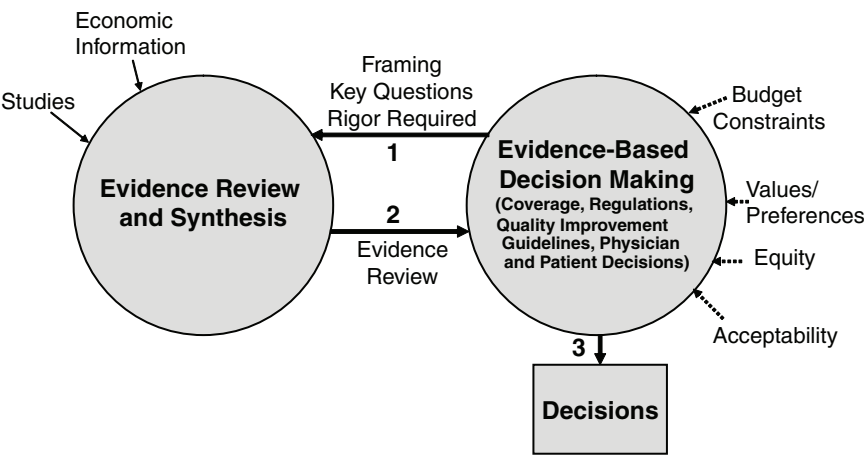 Economic
Information
Studies
Evidence Review
and Synthesis
Framing
Key Questions
Rigor Required
1
2
Evidence
Review
Evidence-Based
Decision Making
(Coverage, Regulations,
Quality Improvement
Guidelines, Physician
and Patient Decisions)
Budget
Constraints
Values/
Preferences
Equity
Acceptability
3
Decisions